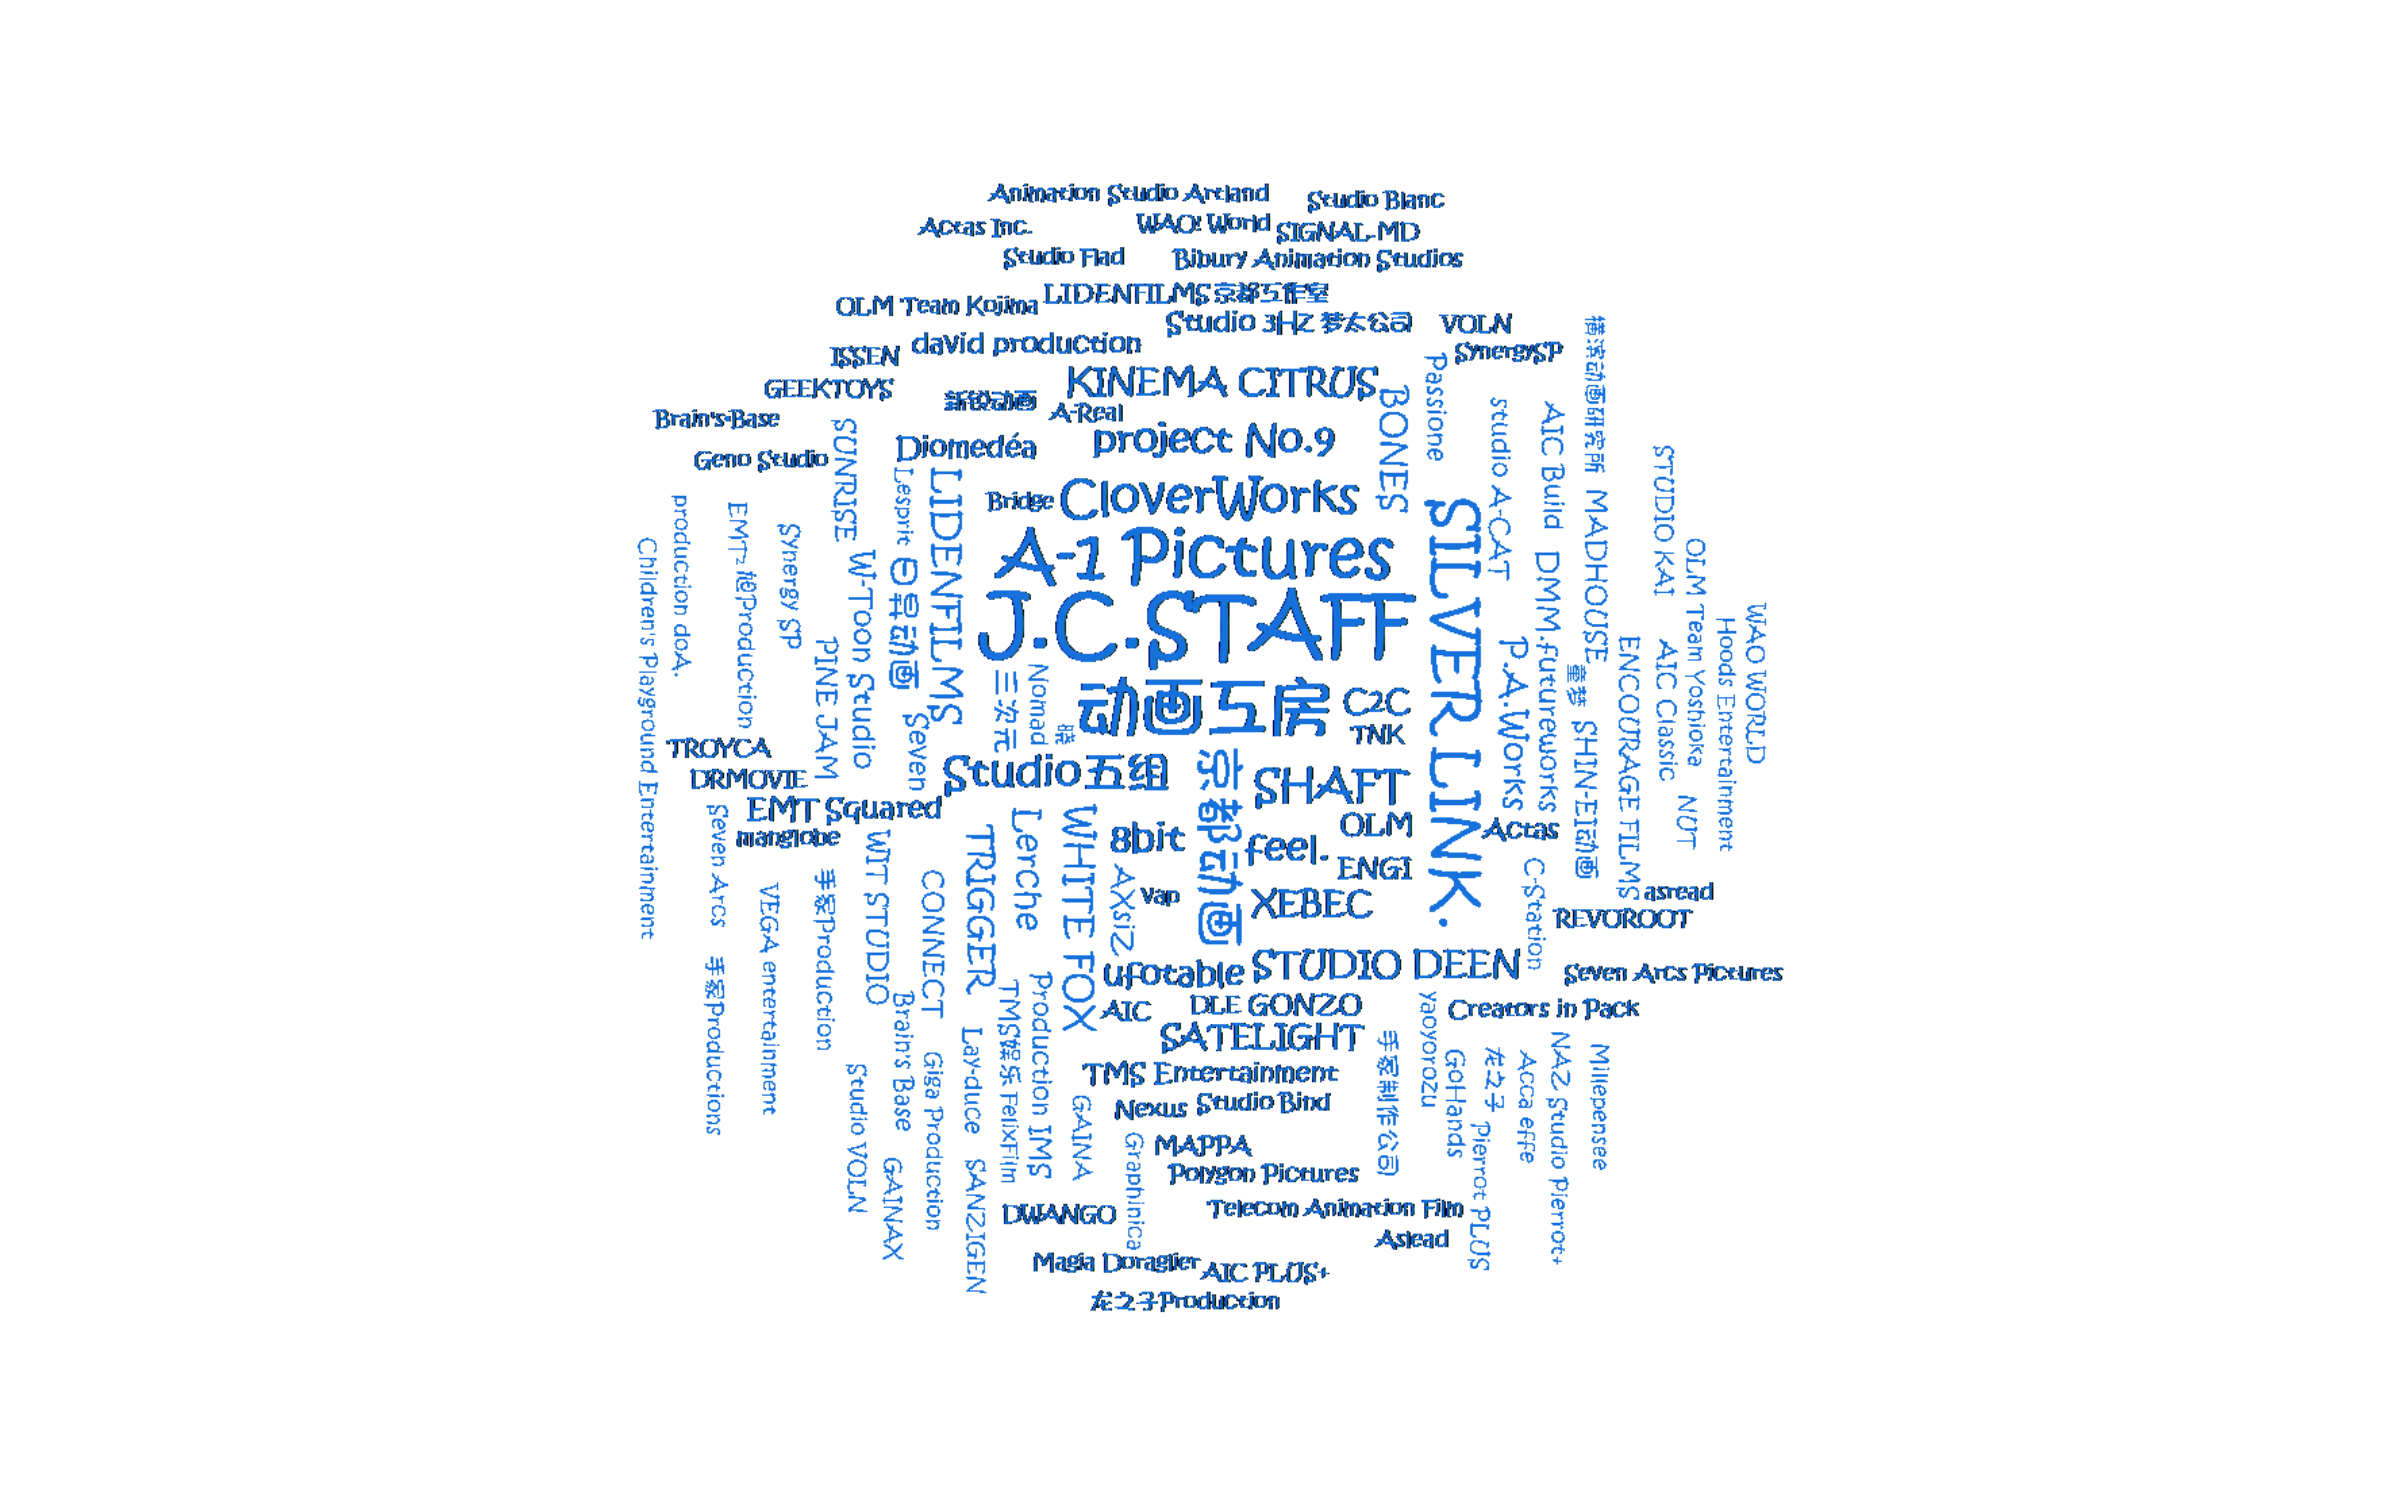 Animation Studio Artland
Studio Blanc
Actas Inc.
WAO! World
SIGNAL-MD
Studio Flad
Bibury Animation Studios
LIDENFILMS京都工作室
OLM Team Kojima
Studio 3HZ 梦太公司
VOLN
横滨动画研究所
david production
ISSEN
SynergySP
Passione
KINEMA CITRUS
GEEKTOYS
新锐动画
A-Real
BONES
studio A-CAT
AIC Build
Brain's-Base
SUNRISE
Diomedéa
project No.9
Geno Studio
STUDIO KAI
Lesprit
LIDENFILMS
Bridge
CloverWorks
MADHOUSE
production doA.
EMT²
旭Production
Synergy SP
SILVER LINK.
A-1 Pictures
Children's Playground Entertainment
W-Toon Studio
日昇动画
DMM.futureworks
OLM Team Yoshioka
J.C.STAFF
WAO WORLD
Hoods Entertainment
PINE JAM
P.A.Works
ENCOURAGE FILMS
AIC Classic
三次元
Nomad
童梦
动画工房
C2C
Seven
暁
TNK
SHIN-EI动画
TROYCA
DRMOVIE
Studio五组
京都动画
SHAFT
NUT
EMT Squared
manglobe
Seven Arcs
WIT STUDIO
TRIGGER
Lerche
WHITE FOX
8bit
feel.
OLM
Actas
ENGI
AXsiZ
C-Station
CONNECT
手冢Production
VEGA entertainment
Vap
XEBEC
asread
REVOROOT
手冢Productions
ufotable
STUDIO DEEN
Seven Arcs Pictures
Brain's Base
TMS娱乐
Production IMS
AIC
DLE
GONZO
yaoyorozu
Creators in Pack
Lay-duce
SATELIGHT
手冢制作公司
Giga Production
Studio VOLN
TMS Entertainment
GoHands
龙之子
Acca effe
NAZ
Millepensee
FelixFilm
GAINA
Nexus
Studio Bind
Studio Pierrot+
Pierrot PLUS
Graphinica
MAPPA
GAINAX
SANZIGEN
Polygon Pictures
DWANGO
Telecom Animation Film
Aslead
Magia Doraglier
AIC PLUS+
龙之子Production